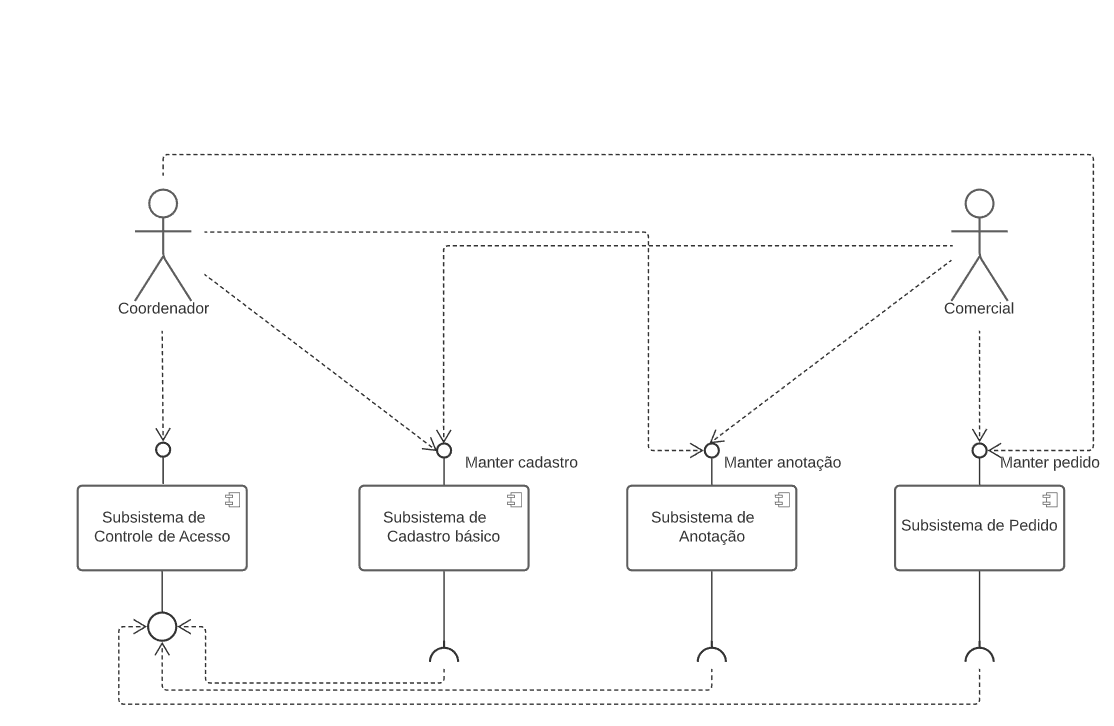 Coordenador
Comercial
Manter cadastro
Manter anotação
Manter pedido
Subsistema de
Controle de Acesso
Subsistema de
Cadastro básico
Subsistema de
Anotação
Subsistema de Pedido